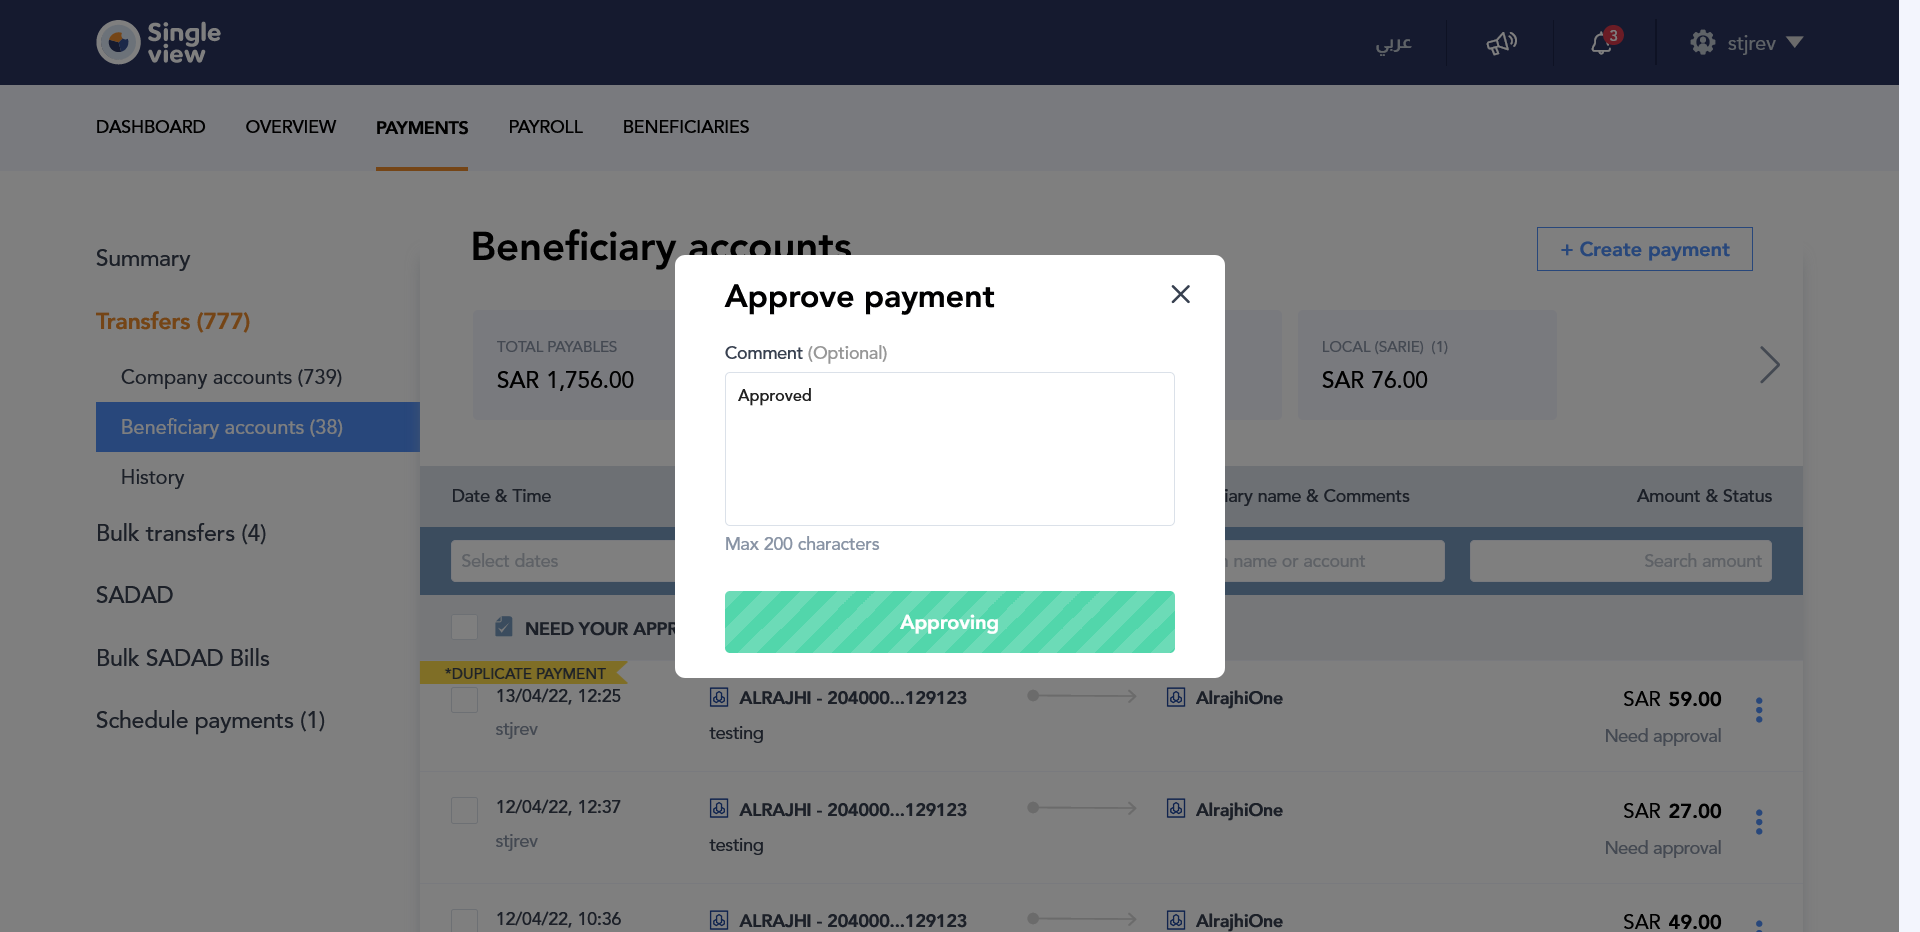 Single
view
عربي
3
stjrev
DASHBOARD
OVERVIEW
PAYMENTS
PAYROLL
BENEFICIARIES
Summary
Transfers (777)
Company accounts (739)
Beneficiary accounts (38)
History
Bulk transfers (4)
SADAD
Bulk SADAD Bills
Schedule payments (1)
Beneficiary accounts
+ Create payment
TOTAL PAYABLES
SAR 1,756.00
LOCAL (SARIE) (1)
SAR 76.00
Approve payment
Comment (Optional)
Approved
Max 200 characters
Approving
Date & Time
iary name & Comments
Amount & Status
Select dates
name or account
Search amount
NEED YOUR APPR
*DUPLICATE PAYMENT
13/04/22, 12:25
ALRAJHI - 204000...129123
AlrajhiOne
SAR 59.00
stjrev
testing
Need approval
12/04/22, 12:37
ALRAJHI - 204000...129123
AlrajhiOne
SAR 27.00
stjrev
testing
Need approval
12/04/22, 10:36
ALRAJHI - 204000...129123
AlrajhiOne
SAR 49.00